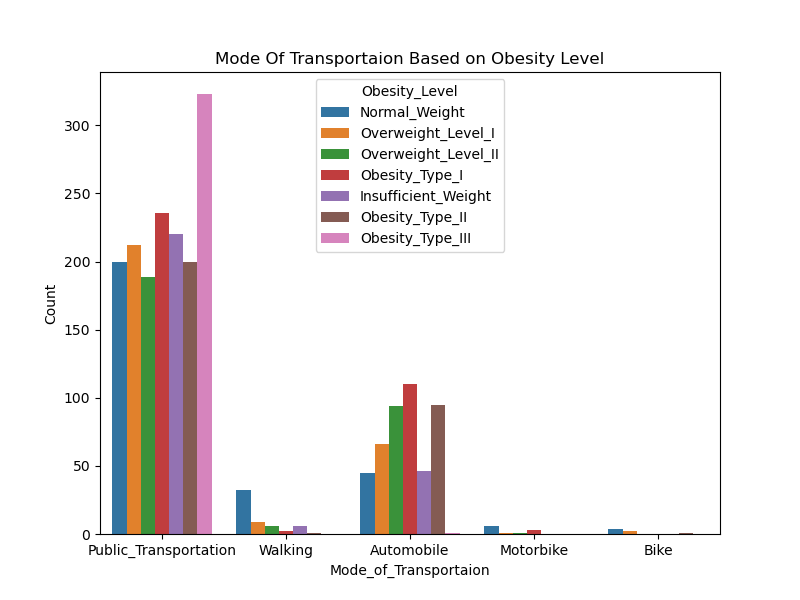 Mode Of Transportaion Based on Obesity Level
Obesity_Level
Normal_Weight
Overweight_Level_I
Overweight_Level_II
Obesity_Type_I
Insufficient_Weight
Obesity_Type_II
Obesity_Type_III
300
250
200
150
100
50
0
Count
Public_Transportation Walking Automobile Motorbike Bike
Mode_of_Transportaion